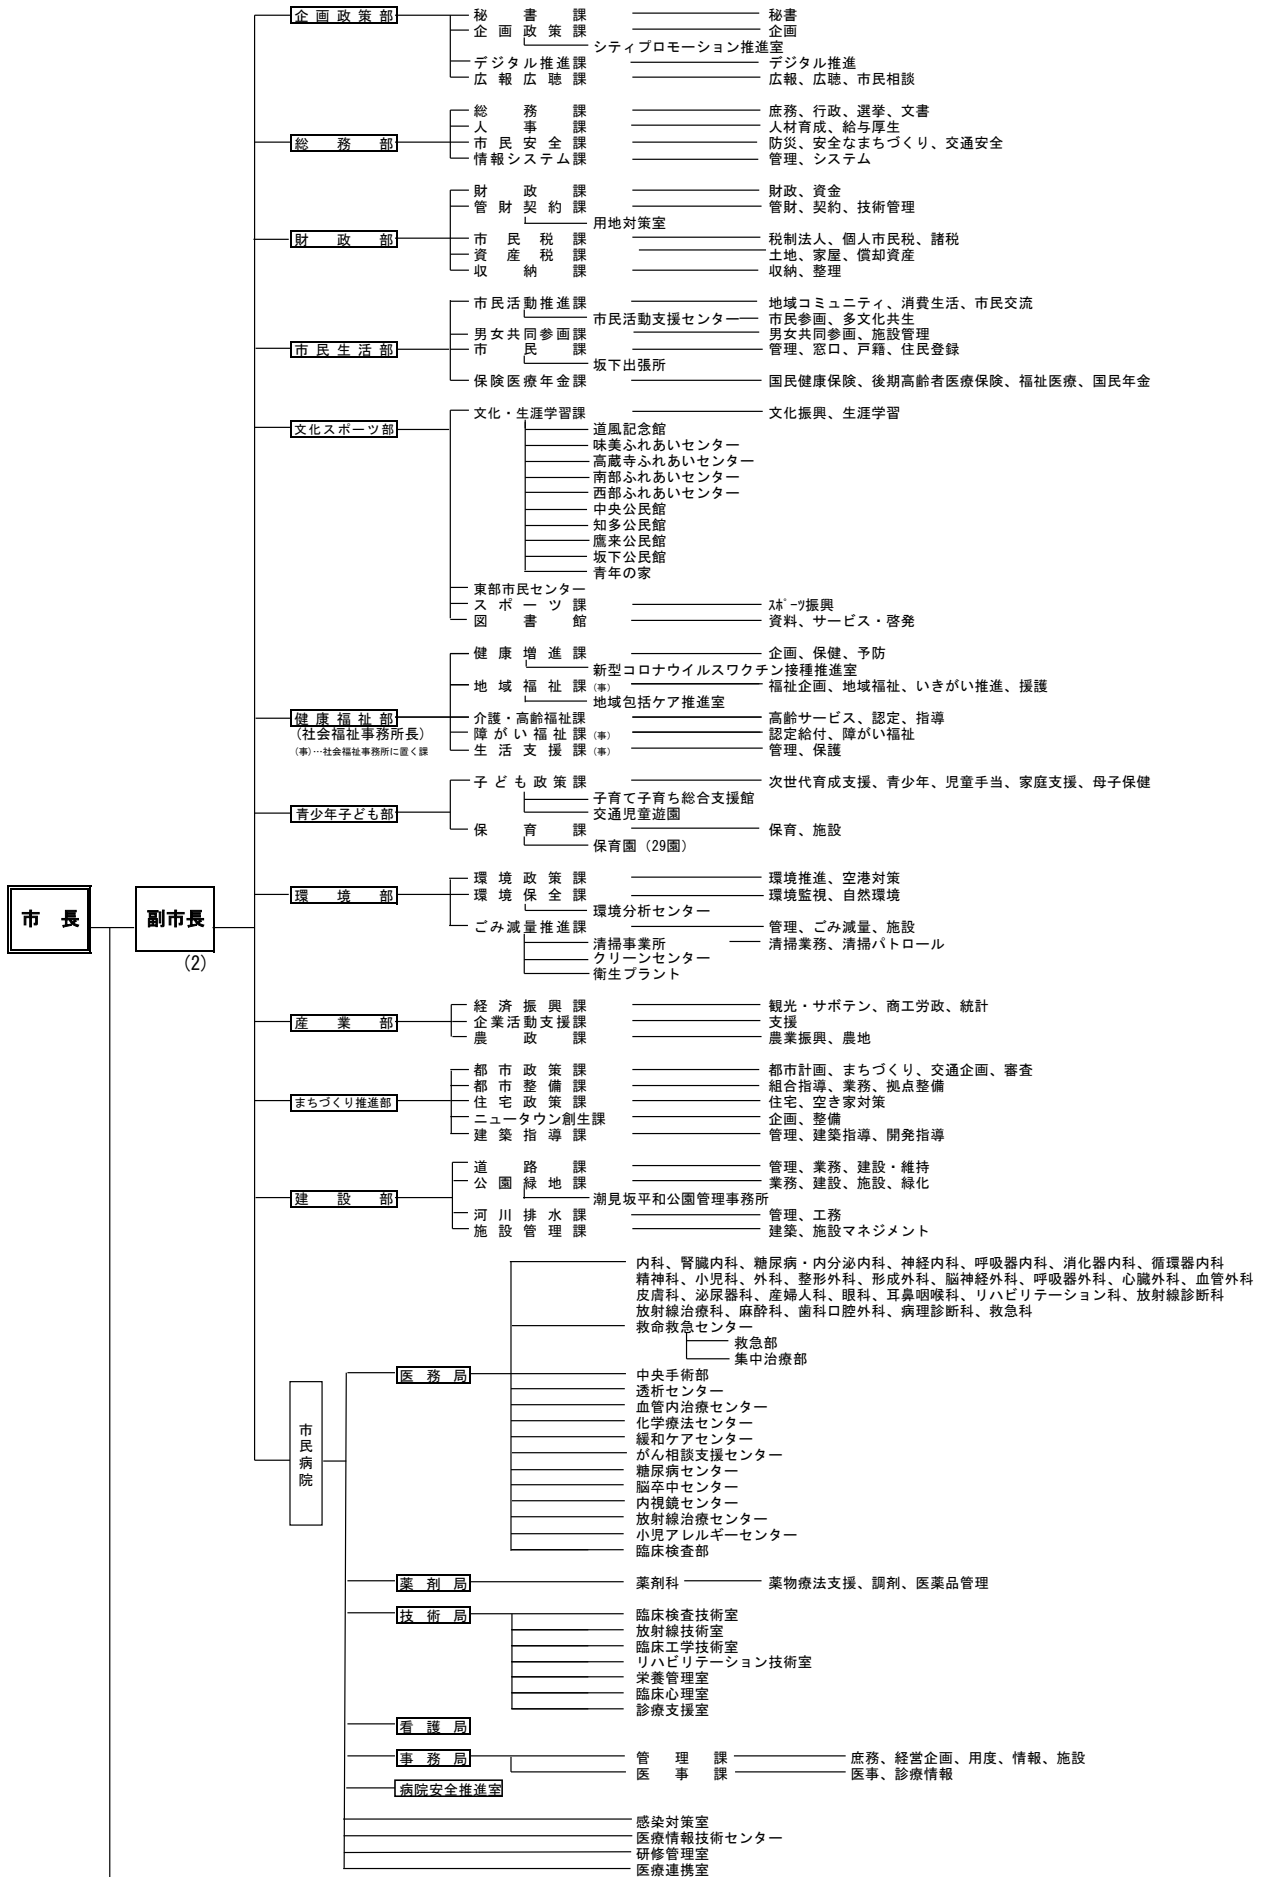 企画政策部 秘書課 秘書
企画政策課 企画
シティプロモーション推進室
デジタル推進課 デジタル推進
広報広聴課 広報、広聴、市民相談
総務課 庶務、行政、選挙、文書
人事課 人材育成、給与厚生
総務部 市民安全課 防災、安全なまちづくり、交通安全
情報システム課 管理、システム
財政課 財政、資金
管財契約課 管財、契約、技術管理
用地対策室
財政部 市民税課 税制法人、個人市民税、諸税
資産税課 土地、家屋、償却資産
収納課 収納、整理
市民活動推進課 地域コミュニティ、消費生活、市民交流
市民活動支援センター 市民参画、多文化共生
男女共同参画課 男女共同参画、施設管理
市民生活部 市民課 管理、窓口、戸籍、住民登録
坂下出張所
保険医療年金課 国民健康保険、後期高齢者医療保険、福祉医療、国民年金
文化・生涯学習課 文化振興、生涯学習
文化スポーツ部 道風記念館
味美ふれあいセンター
高蔵寺ふれあいセンター
南部ふれあいセンター
西部ふれあいセンター
中央公民館
知多公民館
鷹来公民館
坂下公民館
青年の家
東部市民センター
スポーツ課 スポーツ振興
図書館 資料、サービス・啓発
健康増進課 企画、保健、予防
新型コロナウイルスワクチン接種推進室
地域福祉課(事) 福祉企画、地域福祉、いきがい推進、援護
地域包括ケア推進室
健康福祉部 介護・高齢福祉課 高齢サービス、認定、指導
(社会福祉事務所長) 障がい福祉課(事) 認定給付、障がい福祉
(事)…社会福祉事務所に置く課 生活支援課(事) 管理、保護
子ども政策課 次世代育成支援、青少年、児童手当、家庭支援、母子保健
子育て子育ち総合支援館
青少年子ども部 交通児童遊園
保育課 保育、施設
保育園(29園)
環境政策課 環境推進、空港対策
環境部 環境保全課 環境監視、自然環境
環境分析センター
市長 副市長 ごみ減量推進課 管理、ごみ減量、施設
清掃事業所 清掃業務、清掃パトロール
(2) クリーンセンター
衛生プラント
経済振興課 観光・サボテン、商工労政、統計
産業部 企業活動支援課 支援
農政課 農業振興、農地
都市政策課 都市計画、まちづくり、交通企画、審査
都市整備課 組合指導、業務、拠点整備
まちづくり推進部 住宅政策課 住宅、空き家対策
ニュータウン創生課 企画、整備
建築指導課 管理、建築指導、開発指導
道路課 管理、業務、建設・維持
公園緑地課 業務、建設、施設、緑化
建設部 潮見坂平和公園管理事務所
河川排水課 管理、工務
施設管理課 建築、施設マネジメント
内科、腎臓内科、糖尿病・内分泌内科、神経内科、呼吸器内科、消化器内科、循環器内科
精神科、小児科、外科、整形外科、形成外科、脳神経外科、呼吸器外科、心臓外科、血管外科
皮膚科、泌尿器科、産婦人科、眼科、耳鼻咽喉科、リハビリテーション科、放射線診断科
放射線治療科、麻酔科、歯科口腔外科、病理診断科、救急科
救命救急センター
救急部
集中治療部
医務局 中央手術部
透析センター
血管内治療センター
化学療法センター
緩和ケアセンター
市民病院 がん相談支援センター
糖尿病センター
脳卒中センター
内視鏡センター
放射線治療センター
小児アレルギーセンター
臨床検査部
薬剤局 薬剤科 薬物療法支援、調剤、医薬品管理
技術局 臨床検査技術室
放射線技術室
臨床工学技術室
リハビリテーション技術室
栄養管理室
臨床心理室
診療支援室
看護局
事務局 管理課 庶務、経営企画、用度、情報、施設
医事課 医事、診療情報
病院安全推進室
感染対策室
医療情報技術センター
研修管理室
医療連携室